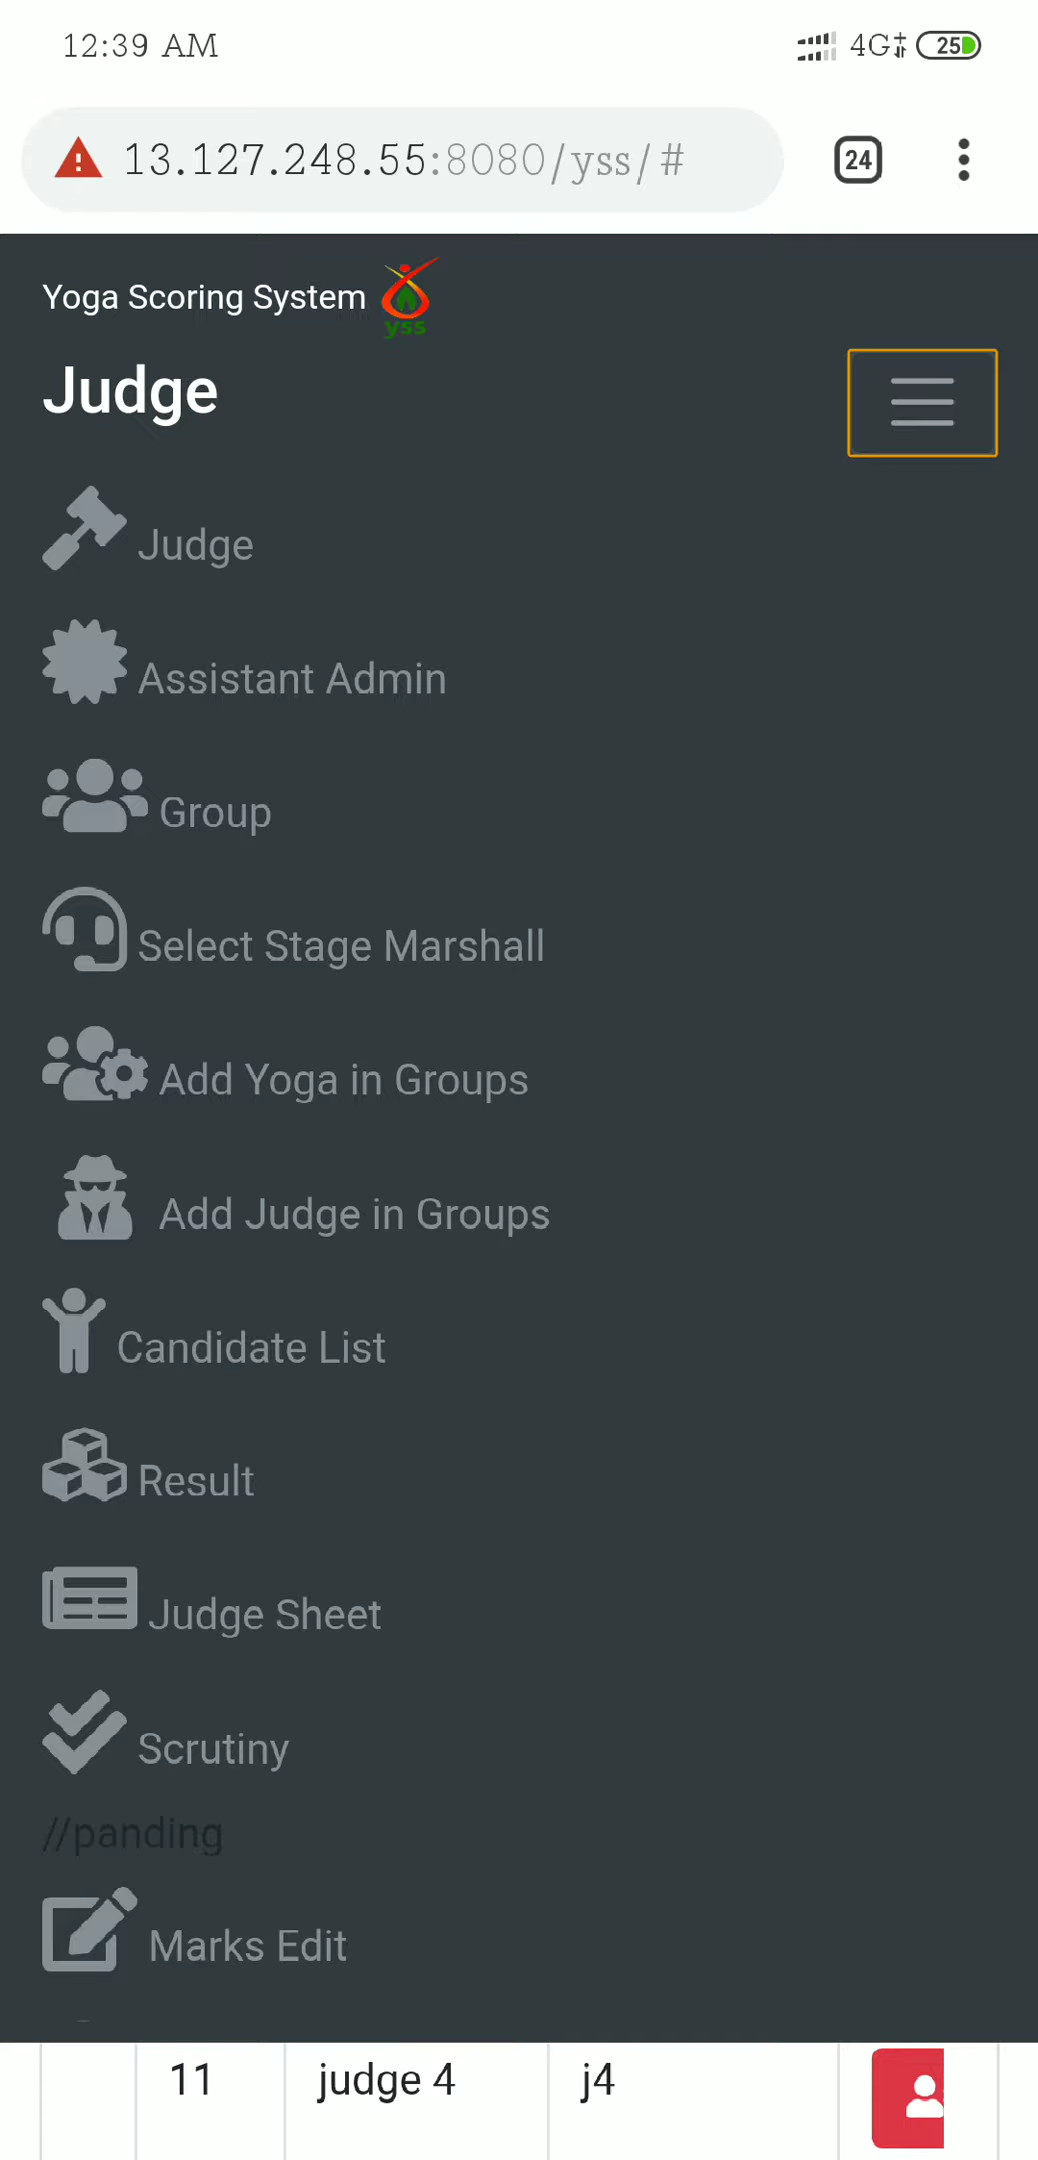 12:39 AM
4G 25
13.127.248.55:8080/yss/#
24
Yoga Scoring System
yss
Judge
Judge
Assistant Admin
Group
Select Stage Marshall
Add Yoga in Groups
Add Judge in Groups
Candidate List
Result
Judge Sheet
Scrutiny
//panding
Marks Edit
11 judge 4 j4